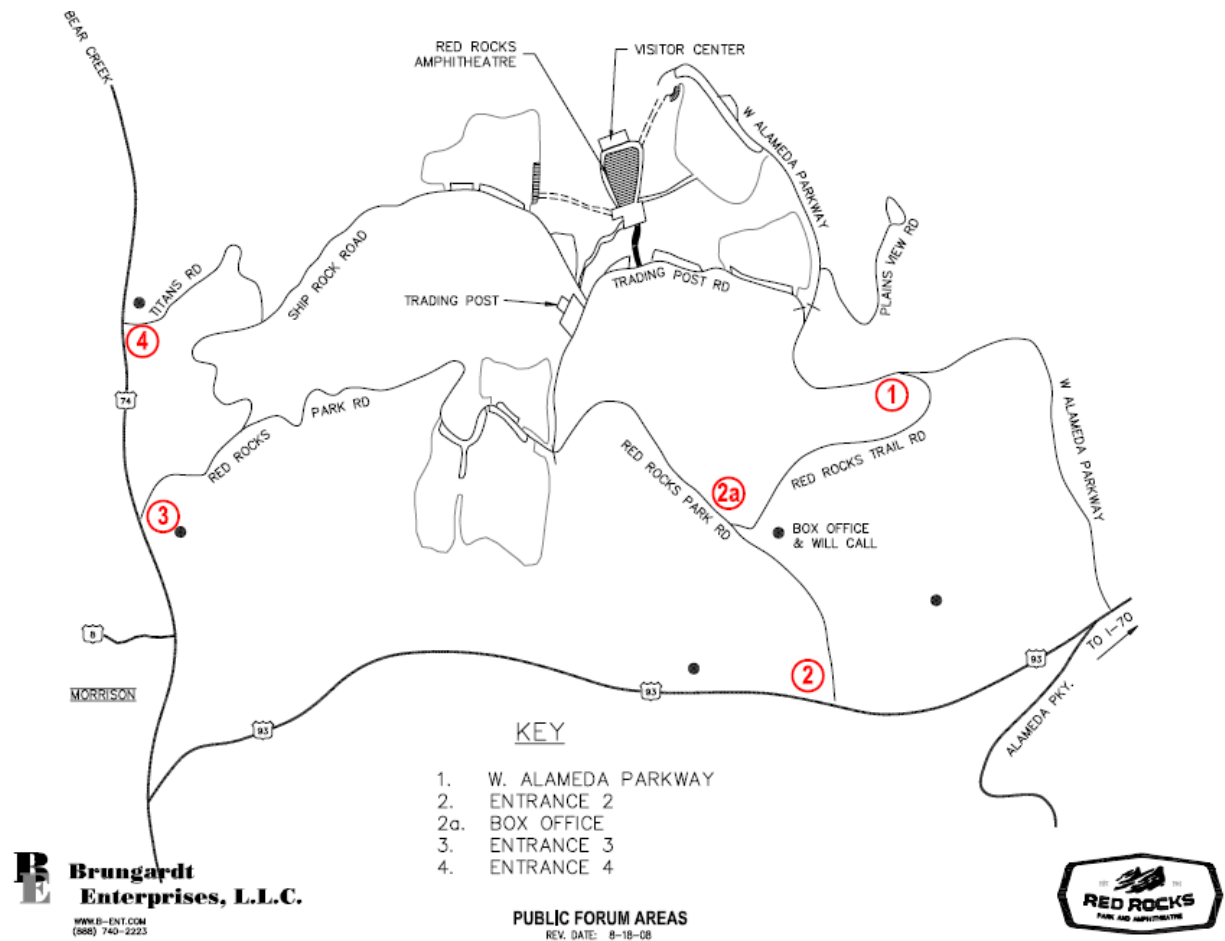 BEAR CREEK
RED ROCKS
AMPHITHEATRE
VISITOR CENTER
W ALAMEDA PARKWAY
PLAINS VIEW RD
TITANS RD
SHIP ROCK ROAD
TRADING POST
TRADING POST RD
4
74
1
RED ROCKS PARK RD
RED ROCKS PARK RD
RED ROCKS TRAIL RD
W ALAMEDA PARKWAY
2a
3
BOX OFFICE
& WILL CALL
8
MORRISON
93
93
93
2
TO I-70
ALAMEDA PKY.
KEY
1. W. ALAMEDA PARKWAY
2. ENTRANCE 2
2a. BOX OFFICE
3. ENTRANCE 3
4. ENTRANCE 4
BE
Brungardt
Enterprises, L.L.C.
WWW.B-ENT.COM
(888) 740-2223
PUBLIC FORUM AREAS
REV. DATE: 8-18-08
RED ROCKS
PARK AND AMPHITHEATRE